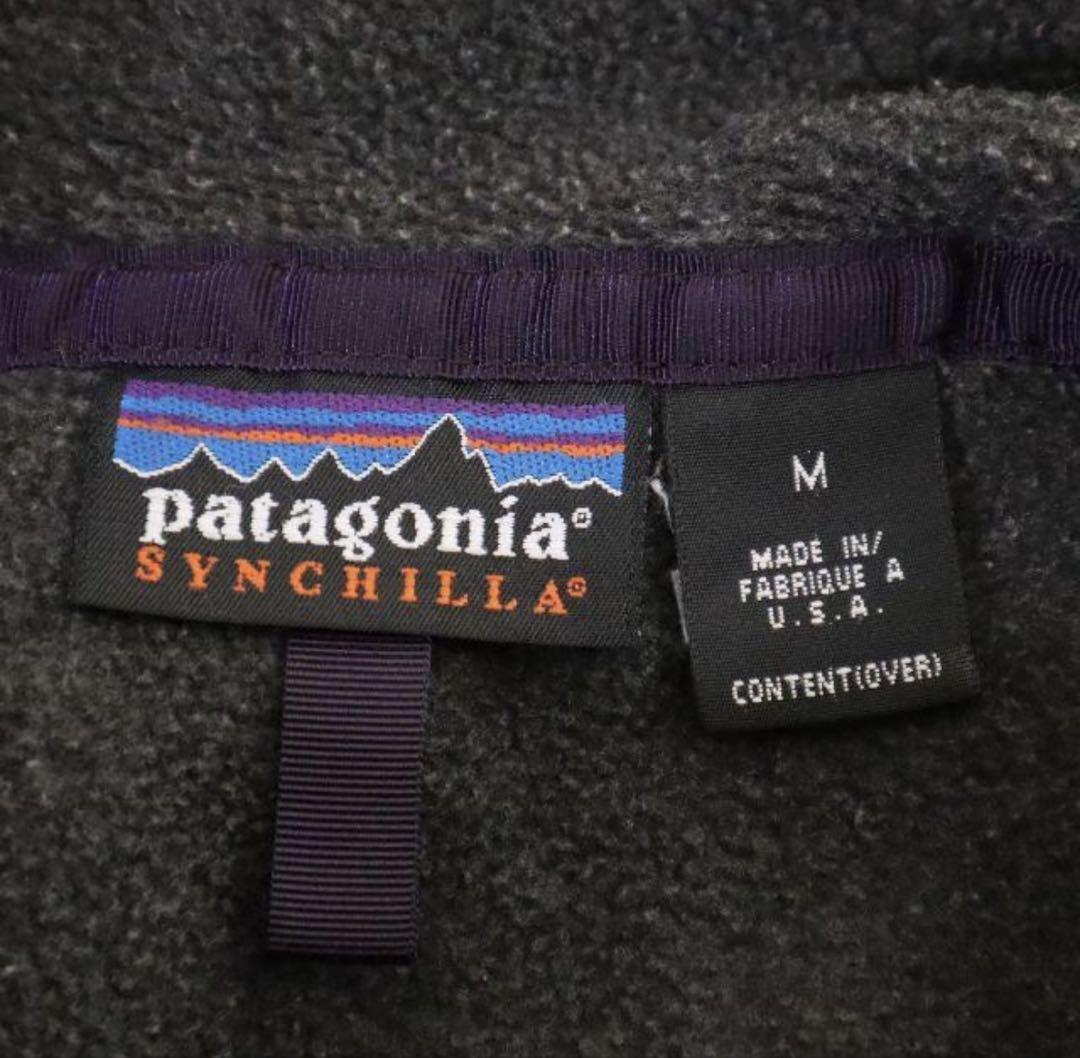 patagonia®
SYNCHILLA®
M
MADE IN/
FABRIQUE A
U.S.A.
CONTENT(OVER)